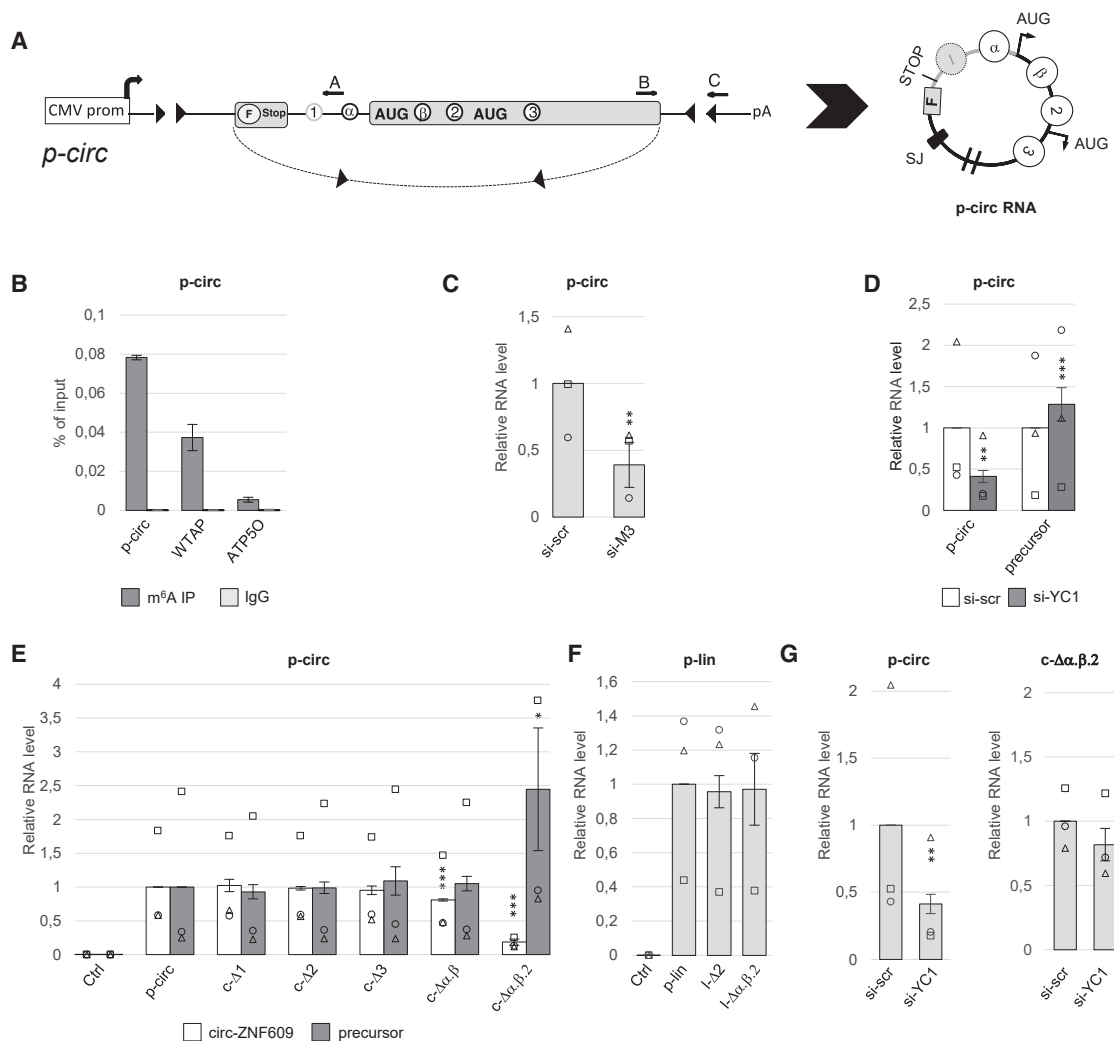 A
CMV prom
F Stop
1
α
A
AUG β 2 AUG 3
B
C
pA
p-circ
AUG
α
β
2
AUG
3
SJ
F
STOP
1
p-circ RNA
B
p-circ
0,1
0,08
0,06
0,04
0,02
0
% of input
p-circ
WTAP
ATP5O
m⁶A IP
IgG
C
p-circ
1,5
1
0,5
0
Relative RNA level
**
si-scr
si-M3
D
p-circ
2,5
2
1,5
1
0,5
0
Relative RNA level
**
***
p-circ
precursor
si-scr
si-YC1
E
p-circ
4
3,5
3
2,5
2
1,5
1
0,5
0
Relative RNA level
***
***
*
Ctrl
p-circ
c-Δ1
c-Δ2
c-Δ3
c-Δα.β
c-Δα.β.2
circ-ZNF609
precursor
F
p-lin
1,6
1,4
1,2
1
0,8
0,6
0,4
0,2
0
Relative RNA level
Ctrl
p-lin
l-Δ2
l-Δα.β.2
G
p-circ
2
1
0,5
0
Relative RNA level
**
si-scr
si-YC1
c-Δα.β.2
2
1,5
1
0,5
0
Relative RNA level
si-scr
si-YC1